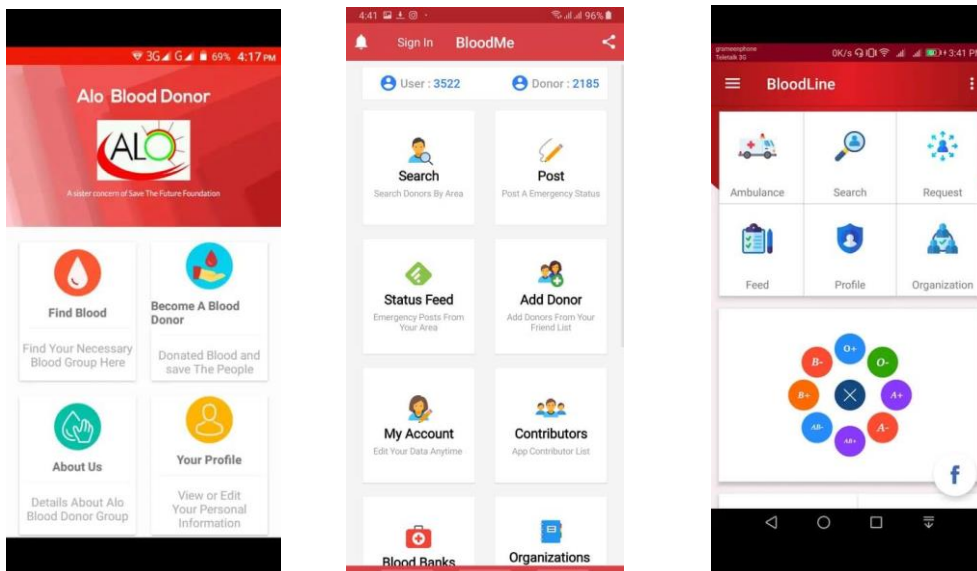 3G G 69% 4:17 PM
Alo Blood Donor
ALO
A sister concern of Save The Future Foundation
Find Blood
Find Your Necessary
Blood Group Here
Become A Blood
Donor
Donated Blood and
save The People
About Us
Details About Alo
Blood Donor Group
Your Profile
View or Edit
Your Personal
Information
4:41 96%
Sign In BloodMe
User : 3522 Donor : 2185
Search
Search Donors By Area
Post
Post A Emergency Status
Status Feed
Emergency Posts From
Your Area
Add Donor
Add Donors From Your
Friend List
My Account
Edit Your Data Anytime
Contributors
App Contributor List
Blood Banks
Organizations
grameenphone
Teletalk 3G
0K/s 3:41 PM
BloodLine
Ambulance
Search
Request
Feed
Profile
Organization
O+
B-
O-
B+
A+
AB-
A-
AB+
f